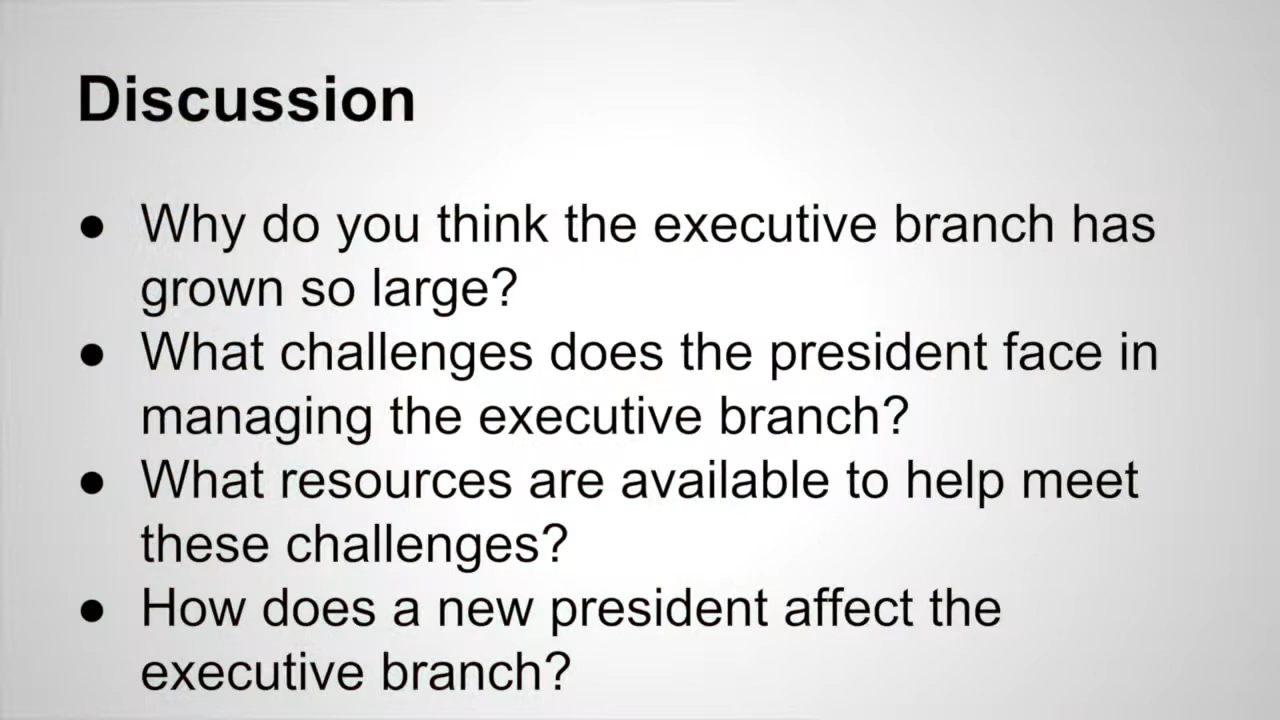 Discussion
● Why do you think the executive branch has
grown so large?
● What challenges does the president face in
managing the executive branch?
● What resources are available to help meet
these challenges?
● How does a new president affect the
executive branch?